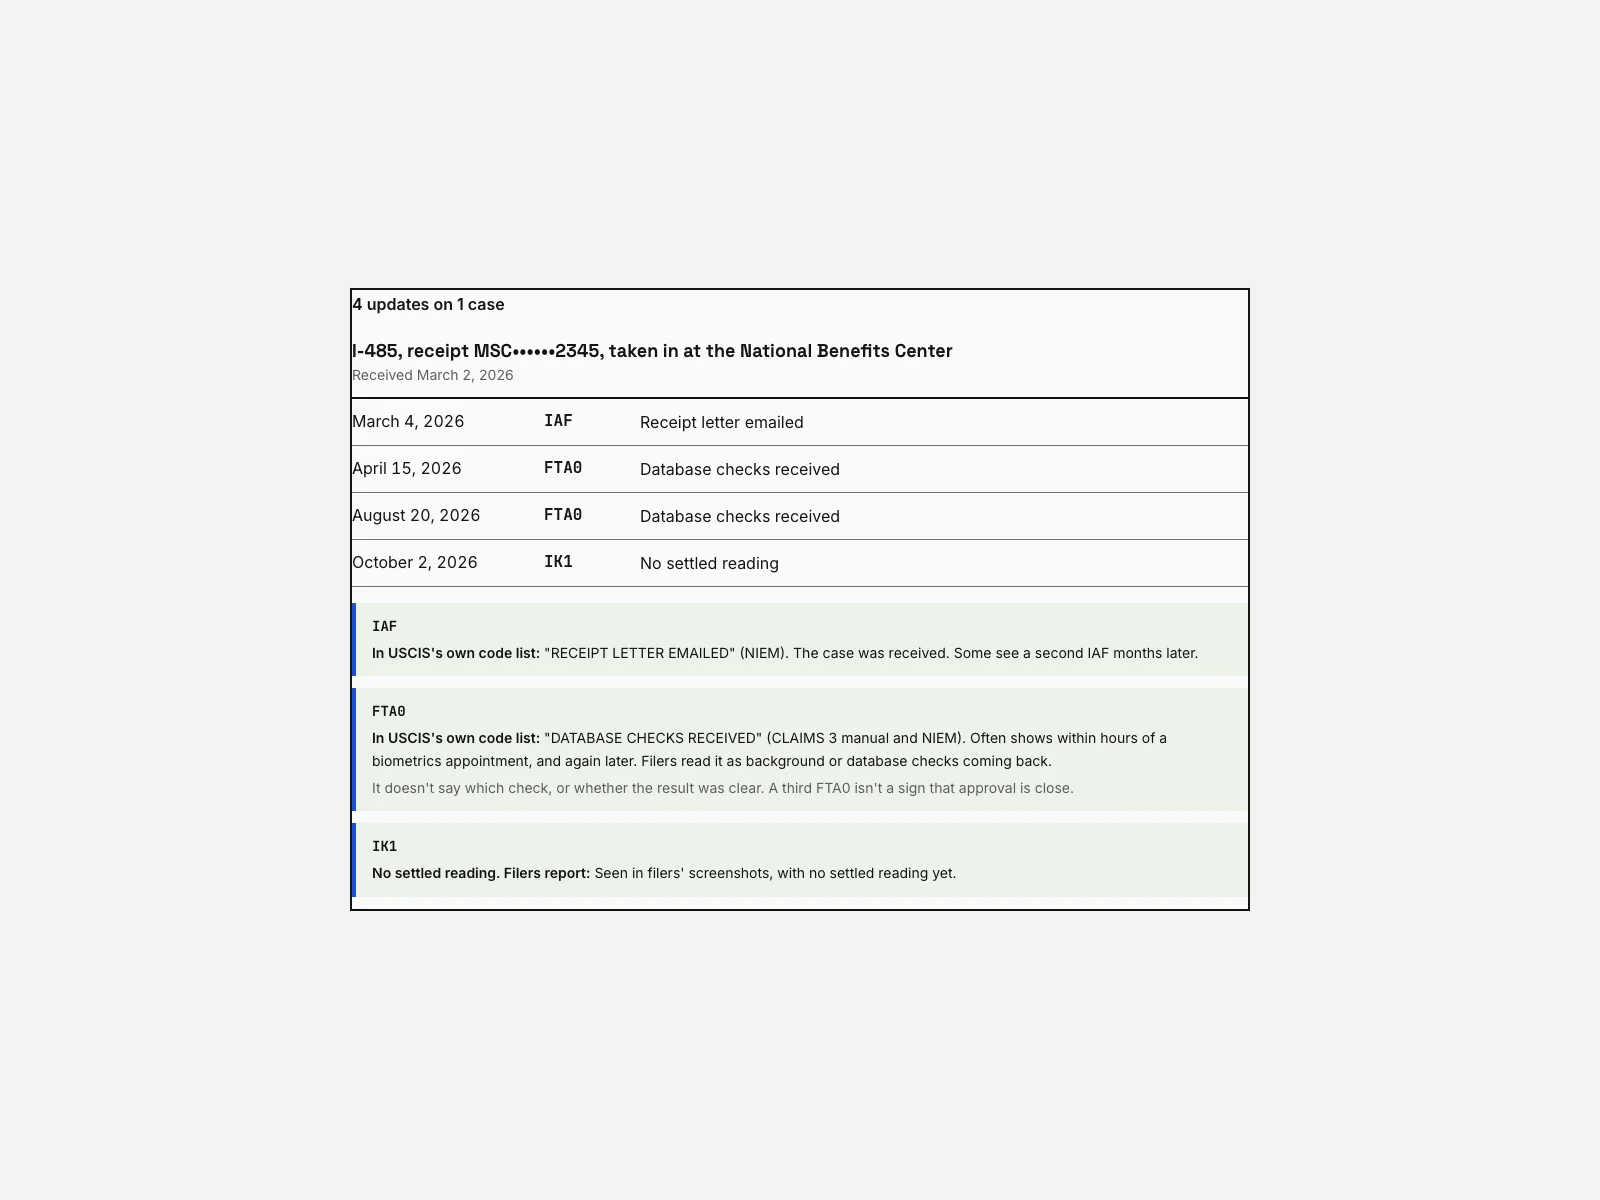 4 updates on 1 case
I-485, receipt MSC••••••2345, taken in at the National Benefits Center
Received March 2, 2026
March 4, 2026 IAF Receipt letter emailed
April 15, 2026 FTA0 Database checks received
August 20, 2026 FTA0 Database checks received
October 2, 2026 IK1 No settled reading
IAF
In USCIS's own code list: "RECEIPT LETTER EMAILED" (NIEM). The case was received. Some see a second IAF months later.
FTA0
In USCIS's own code list: "DATABASE CHECKS RECEIVED" (CLAIMS 3 manual and NIEM). Often shows within hours of a
biometrics appointment, and again later. Filers read it as background or database checks coming back.
It doesn't say which check, or whether the result was clear. A third FTA0 isn't a sign that approval is close.
IK1
No settled reading. Filers report: Seen in filers' screenshots, with no settled reading yet.